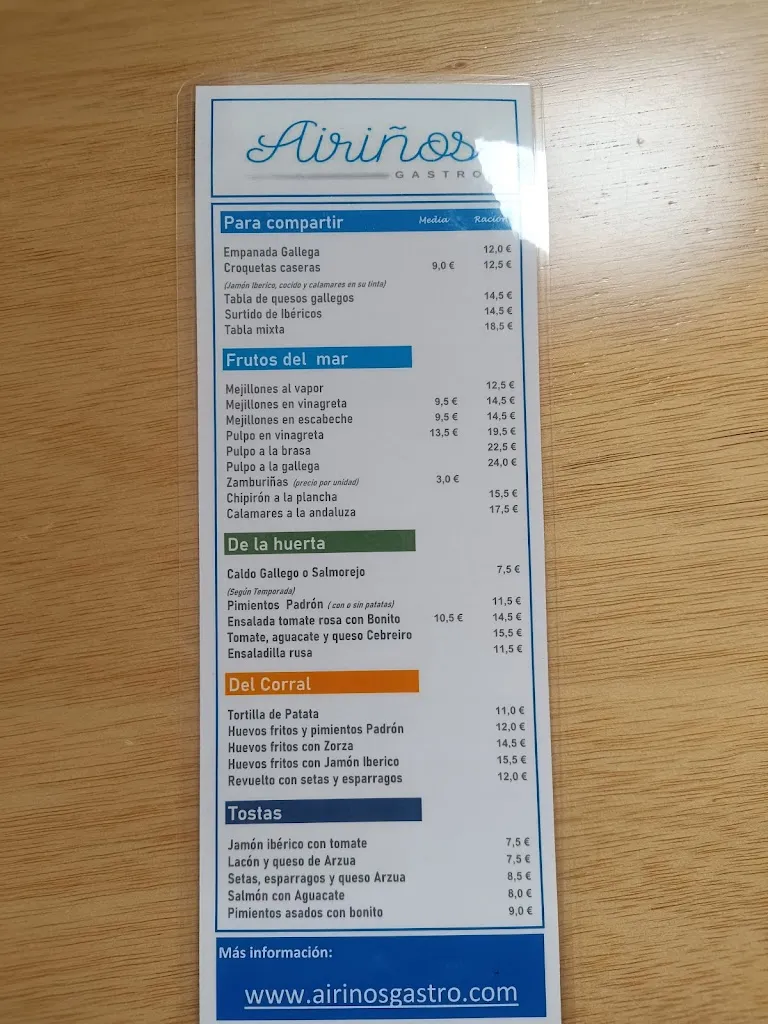 Airiños
GASTRO
Para compartir Media Ración
Empanada Gallega 12,0 €
Croquetas caseras 9,0 € 12,5 €
(Jamón Iberico, cocido y calamares en su tinta)
Tabla de quesos gallegos 14,5 €
Surtido de Ibéricos 14,5 €
Tabla mixta 18,5 €
Frutos del mar
Mejillones al vapor 12,5 €
Mejillones en vinagreta 9,5 € 14,5 €
Mejillones en escabeche 9,5 € 14,5 €
Pulpo en vinagreta 13,5 € 19,5 €
Pulpo a la brasa 22,5 €
Pulpo a la gallega 24,0 €
Zamburiñas (precio por unidad) 3,0 €
Chipirón a la plancha 15,5 €
Calamares a la andaluza 17,5 €
De la huerta
Caldo Gallego o Salmorejo 7,5 €
(Según Temporada)
Pimientos Padrón ( con o sin patatas) 11,5 €
Ensalada tomate rosa con Bonito 10,5 € 14,5 €
Tomate, aguacate y queso Cebreiro 15,5 €
Ensaladilla rusa 11,5 €
Del Corral
Tortilla de Patata 11,0 €
Huevos fritos y pimientos Padrón 12,0 €
Huevos fritos con Zorza 14,5 €
Huevos fritos con Jamón Iberico 15,5 €
Revuelto con setas y esparragos 12,0 €
Tostas
Jamón ibérico con tomate 7,5 €
Lacón y queso de Arzua 7,5 €
Setas, esparragos y queso Arzua 8,5 €
Salmón con Aguacate 8,0 €
Pimientos asados con bonito 9,0 €
Más información:
www.airinosgastro.com